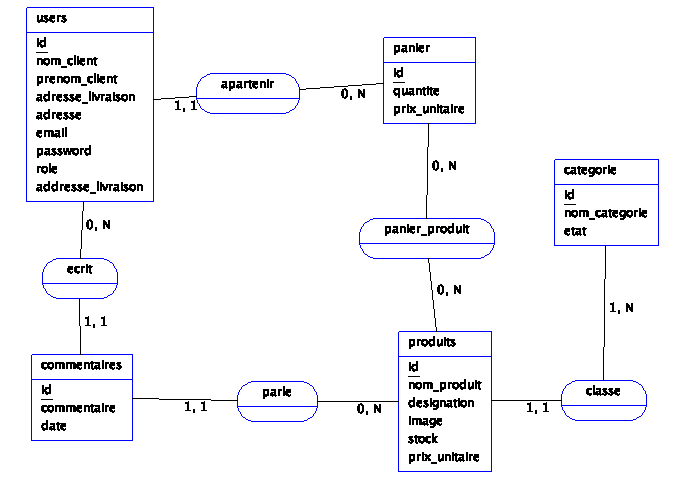 users
id
nom_client
prenom_client
adresse_livraison
adresse
email
password
role
addresse_livraison
1, 1
apartenir
0, N
panier
id
quantite
prix_unitaire
0, N
panier_produit
0, N
categorie
id
nom_categorie
etat
1, N
0, N
ecrit
1, 1
commentaires
id
commentaire
date
1, 1
parle
0, N
produits
id
nom_produit
designation
image
stock
prix_unitaire
1, 1
classe